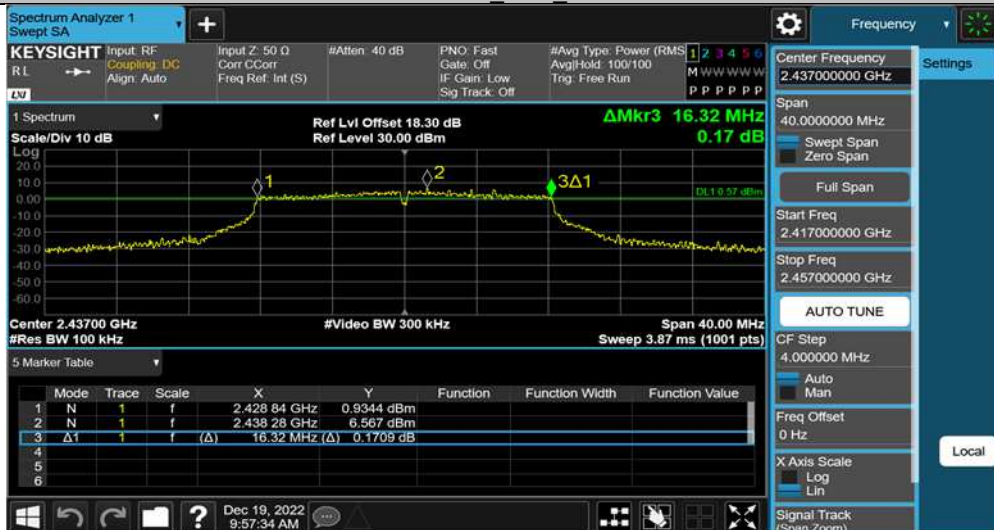 Spectrum Analyzer 1
Swept SA
+
Frequency
KEYSIGHT
RL
LXI
Input: RF
Coupling: DC
Align: Auto
Input Z: 50 Ω
Corr CCorr
Freq Ref: Int (S)
#Atten: 40 dB
PNO: Fast
Gate: Off
IF Gain: Low
Sig Track: Off
#Avg Type: Power (RMS
Avg|Hold: 100/100
Trig: Free Run
1 2 3 4 5 6
M W W W W W
P P P P P P
1 Spectrum
Scale/Div 10 dB
Ref Lvl Offset 18.30 dB
Ref Level 30.00 dBm
ΔMkr3 16.32 MHz
0.17 dB
Log
20.0
10.0
0.00
-10.0
-20.0
-30.0
-40.0
-50.0
-60.0
1
2
3Δ1
DL1 0.57 dBm
Center 2.43700 GHz
#Res BW 100 kHz
#Video BW 300 kHz
Span 40.00 MHz
Sweep 3.87 ms (1001 pts)
5 Marker Table
Mode Trace Scale X Y Function Function Width Function Value
1 N 1 f 2.428 84 GHz 0.9344 dBm
2 N 1 f 2.438 28 GHz 6.567 dBm
3 Δ1 1 f (Δ) 16.32 MHz (Δ) 0.1709 dB
4
5
6
?
Dec 19, 2022
9:57:34 AM
Center Frequency
2.437000000 GHz
Span
40.0000000 MHz
Swept Span
Zero Span
Full Span
Start Freq
2.417000000 GHz
Stop Freq
2.457000000 GHz
AUTO TUNE
CF Step
4.000000 MHz
Auto
Man
Freq Offset
0 Hz
X Axis Scale
Log
Lin
Signal Track
(Span Zoom)
Settings
Local